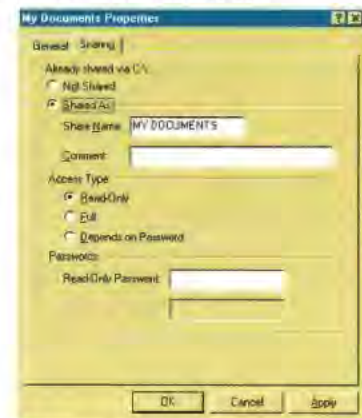 My Documents Properties
General Sharing
Already shared via C:\.
Not Shared
Shared As:
Share Name: MY DOCUMENTS
Comment:
Access Type:
Read-Only
Full
Depends on Password
Passwords:
Read-Only Password:
OK Cancel Apply